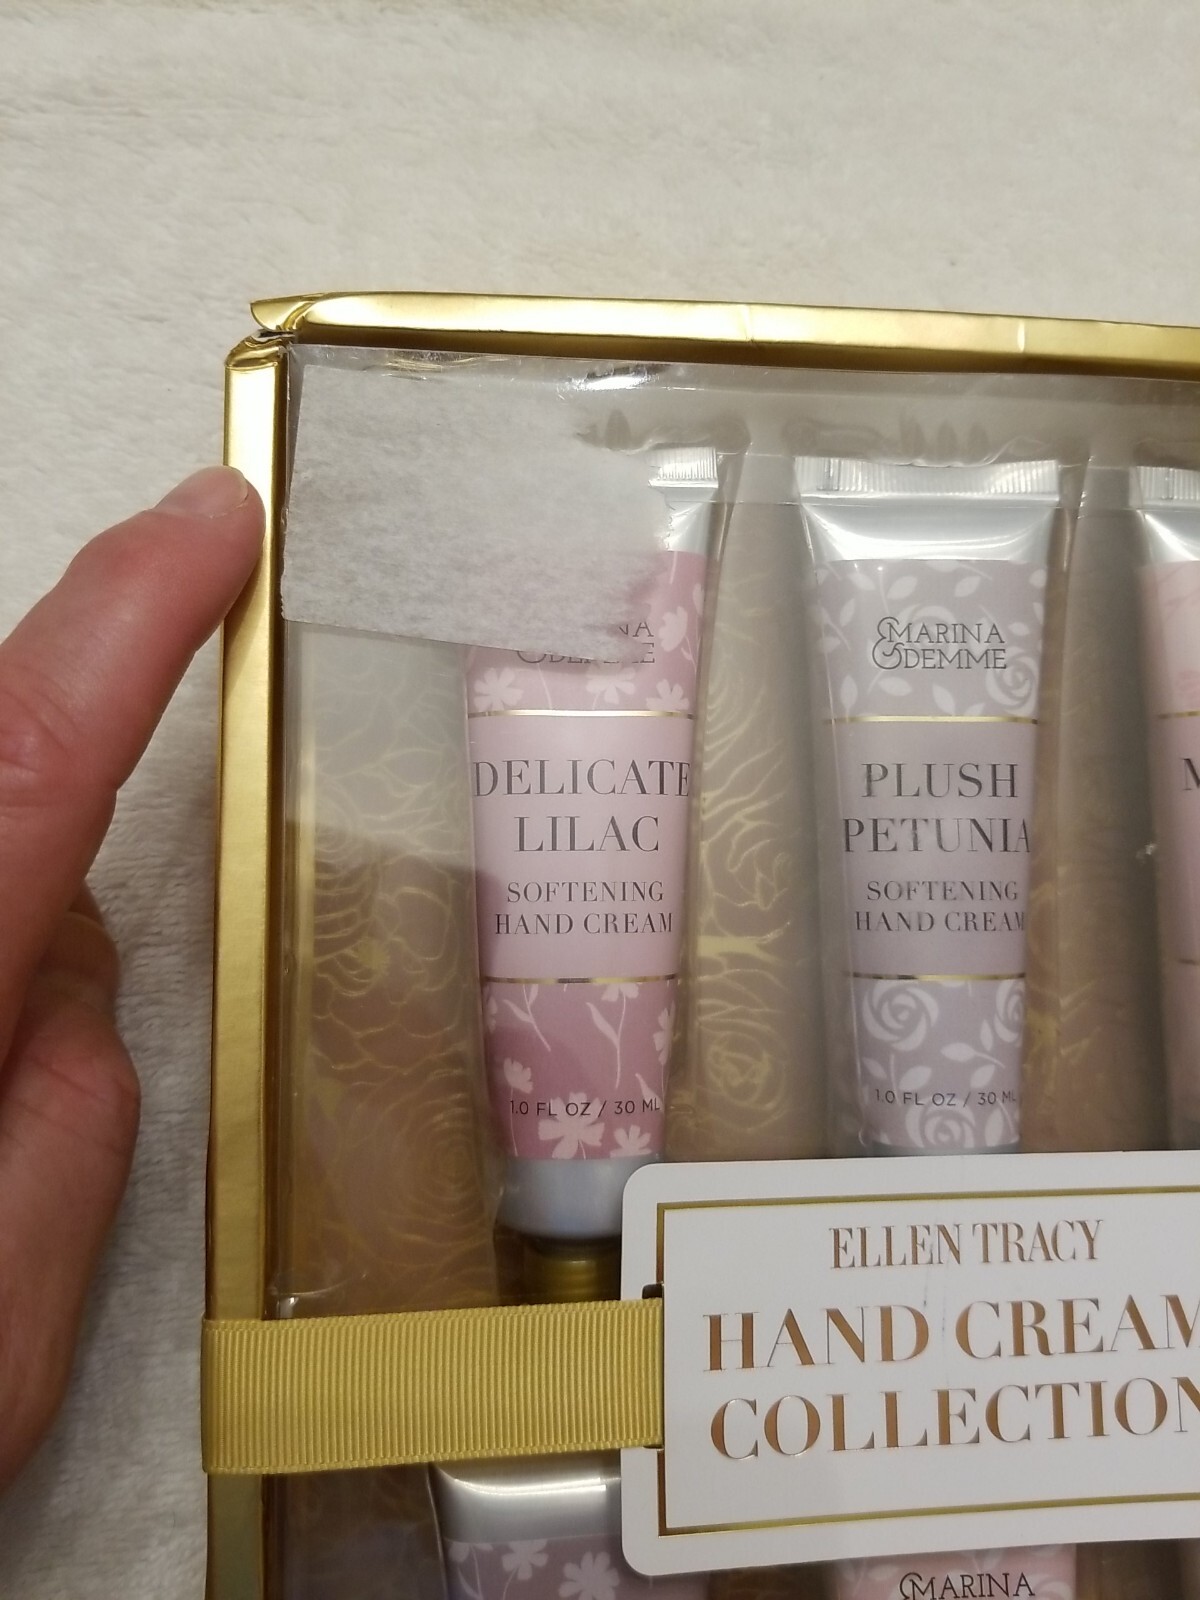 DEMME
DELICATE
LILAC
SOFTENING
HAND CREAM
1.0 FL OZ / 30 ML
MARINA
& DEMME
PLUSH
PETUNIA
SOFTENING
HAND CREAM
1.0 FL OZ / 30 ML
M
ELLEN TRACY
HAND CREAM
COLLECTION
MARINA